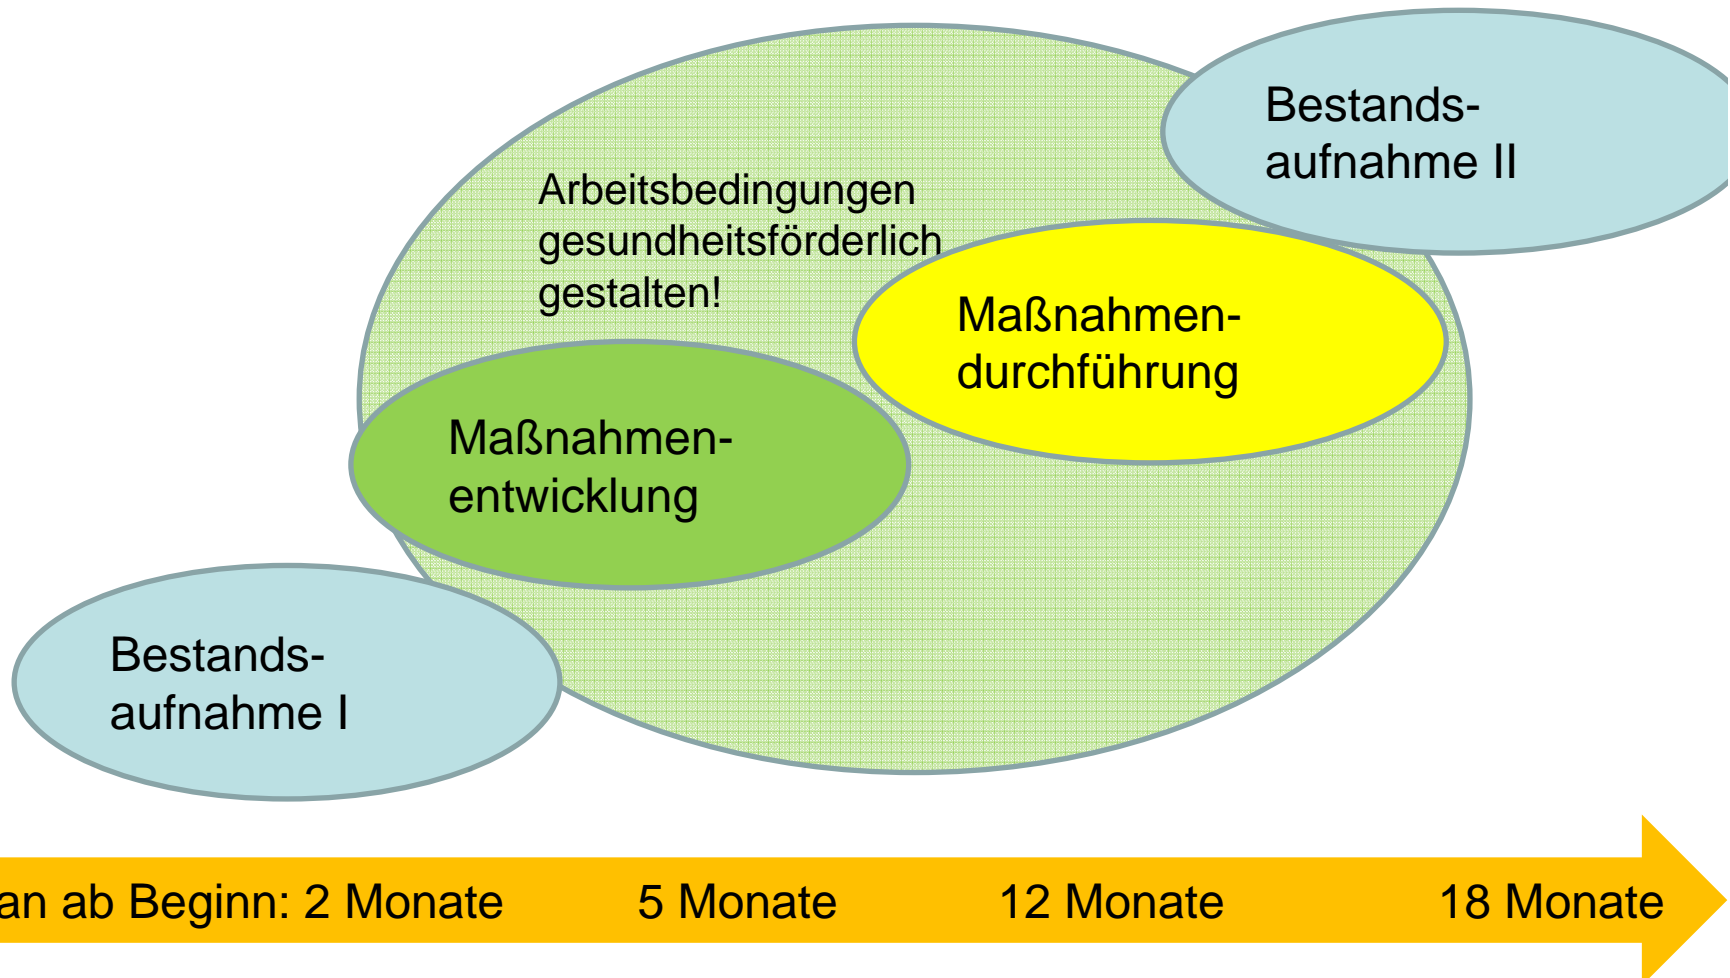 Bestands-
aufnahme II
Arbeitsbedingungen
gesundheitsförderlich
gestalten!
Maßnahmen-
durchführung
Maßnahmen-
entwicklung
Bestands-
aufnahme I
an ab Beginn: 2 Monate 5 Monate 12 Monate 18 Monate